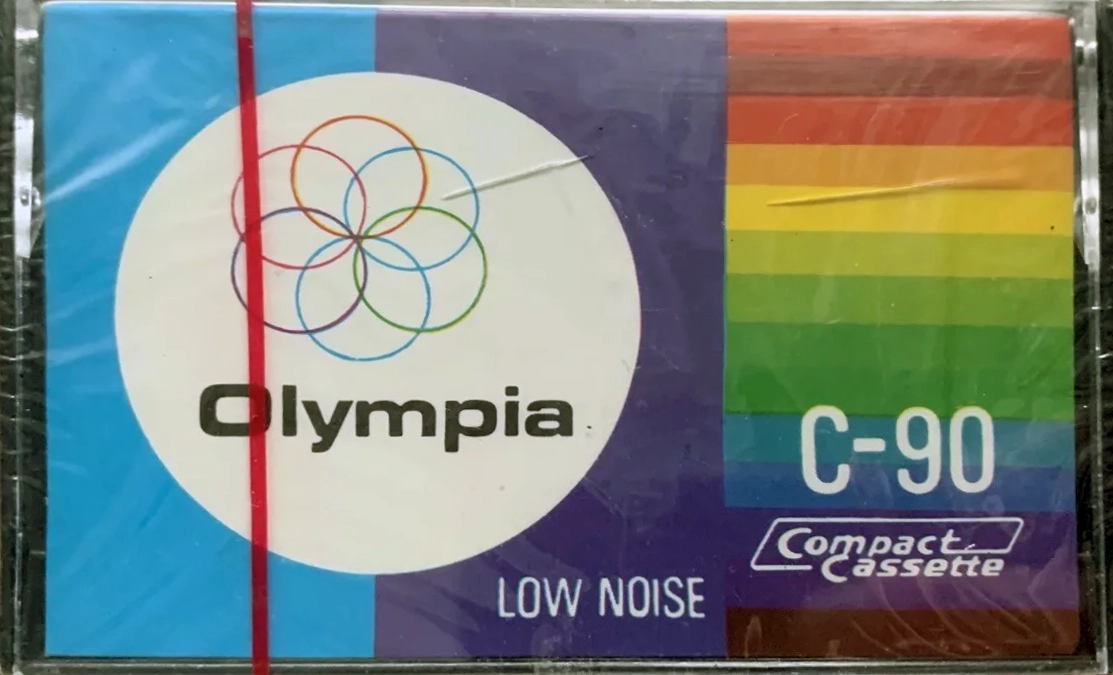 Olympia
C-90
Compact
Cassette
LOW NOISE